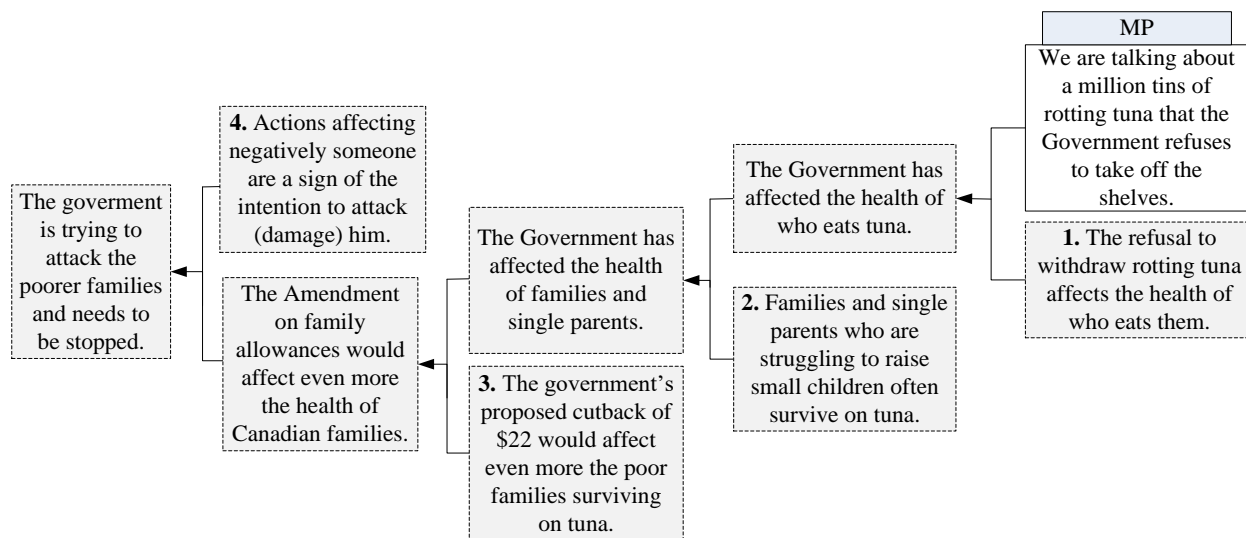 MP
We are talking about
a million tins of
rotting tuna that the
Government refuses
to take off the
shelves.
1. The refusal to
withdraw rotting tuna
affects the health of
who eats them.
The Government has
affected the health of
who eats tuna.
2. Families and single
parents who are
struggling to raise
small children often
survive on tuna.
The Government has
affected the health
of families and
single parents.
3. The government’s
proposed cutback of
$22 would affect
even more the poor
families surviving
on tuna.
4. Actions affecting
negatively someone
are a sign of the
intention to attack
(damage) him.
The Amendment
on family
allowances would
affect even more
the health of
Canadian families.
The goverment
is trying to
attack the
poorer families
and needs to
be stopped.